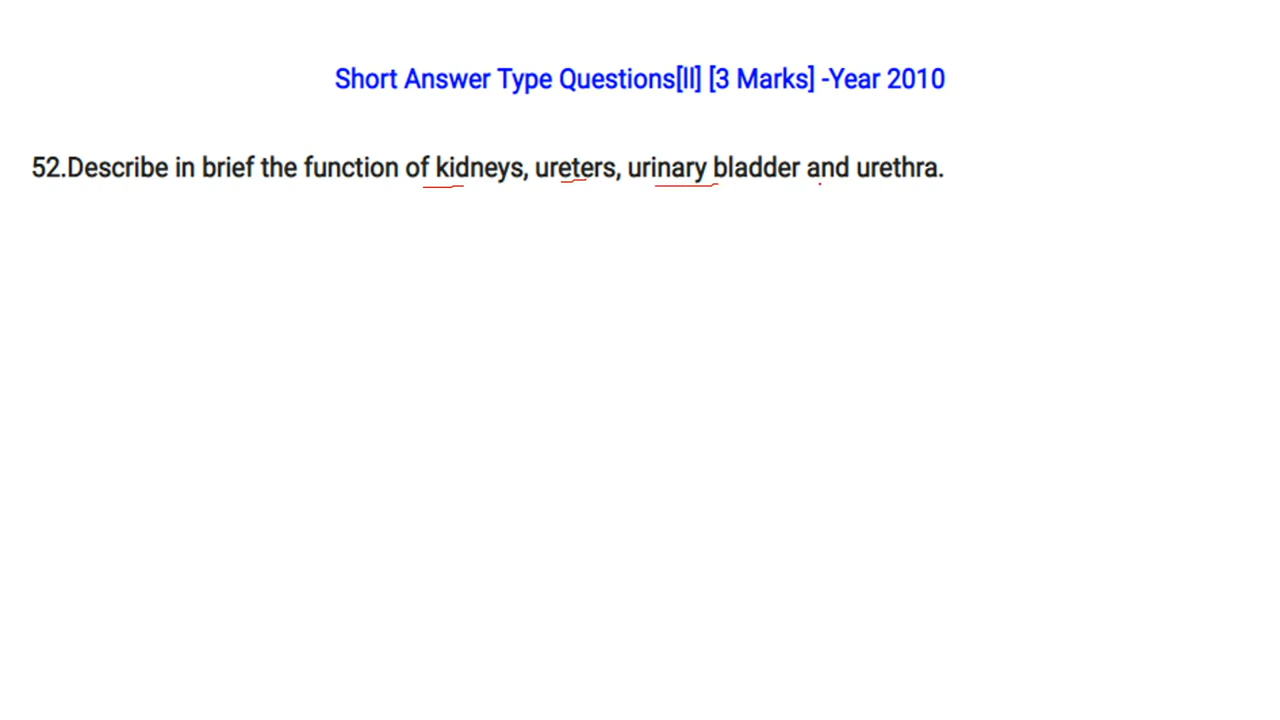 Short Answer Type Questions[ll] [3 Marks] -Year 2010
52.Describe in brief the function of kidneys, ureters, urinary bladder and urethra.